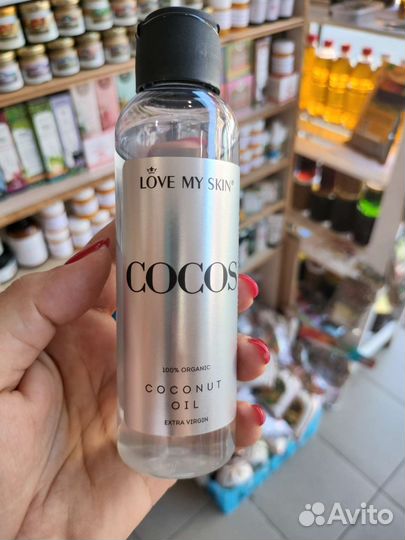 LOVE MY SKIN®
COCOS
100% ORGANIC
COCONUT
OIL
EXTRA VIRGIN
Avito